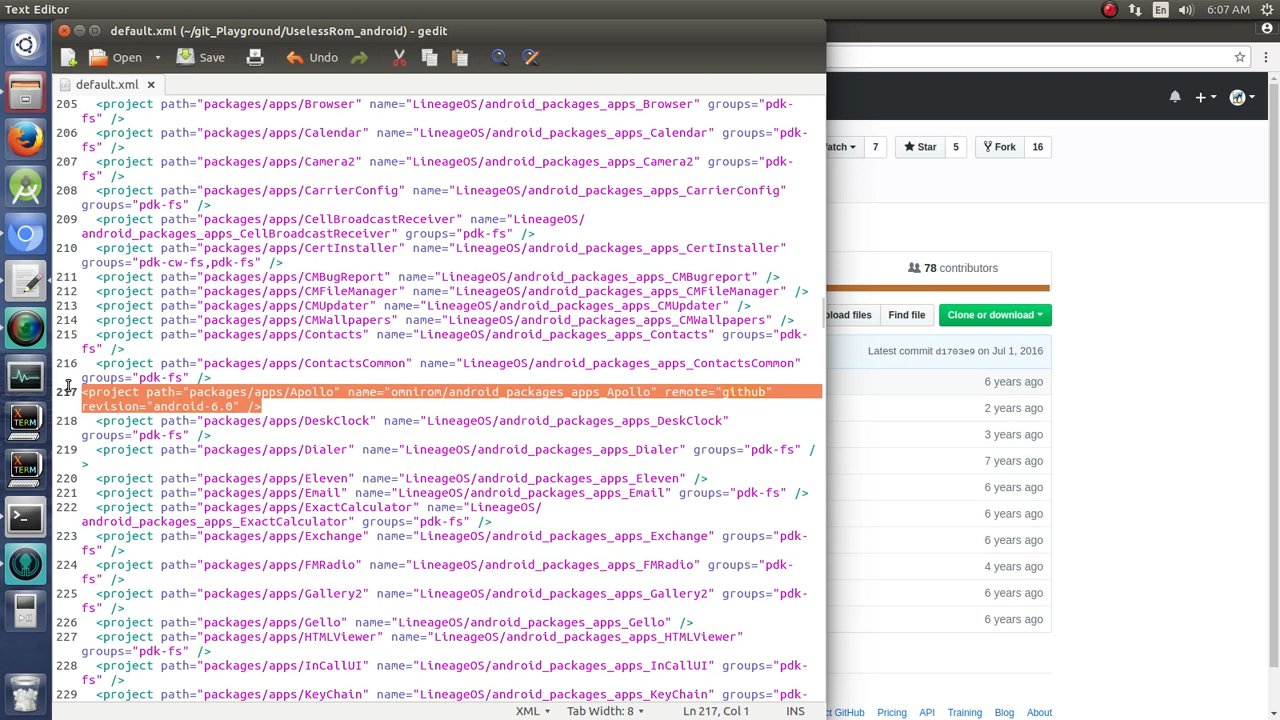 Text Editor
En
6:07 AM
default.xml (~/git_Playground/UselessRom_android) - gedit
Open
Save
Undo
default.xml
205 <project path="packages/apps/Browser" name="LineageOS/android_packages_apps_Browser" groups="pdk-
fs" />
206 <project path="packages/apps/Calendar" name="LineageOS/android_packages_apps_Calendar" groups="pdk-
fs" />
207 <project path="packages/apps/Camera2" name="LineageOS/android_packages_apps_Camera2" groups="pdk-
fs" />
208 <project path="packages/apps/CarrierConfig" name="LineageOS/android_packages_apps_CarrierConfig"
groups="pdk-fs" />
209 <project path="packages/apps/CellBroadcastReceiver" name="LineageOS/
android_packages_apps_CellBroadcastReceiver" groups="pdk-fs" />
210 <project path="packages/apps/CertInstaller" name="LineageOS/android_packages_apps_CertInstaller"
groups="pdk-cw-fs,pdk-fs" />
211 <project path="packages/apps/CMBugReport" name="LineageOS/android_packages_apps_CMBugreport" />
212 <project path="packages/apps/CMFileManager" name="LineageOS/android_packages_apps_CMFileManager" />
213 <project path="packages/apps/CMUpdater" name="LineageOS/android_packages_apps_CMUpdater" />
214 <project path="packages/apps/CMWallpapers" name="LineageOS/android_packages_apps_CMWallpapers" />
215 <project path="packages/apps/Contacts" name="LineageOS/android_packages_apps_Contacts" groups="pdk-
fs" />
216 <project path="packages/apps/ContactsCommon" name="LineageOS/android_packages_apps_ContactsCommon"
groups="pdk-fs" />
217 <project path="packages/apps/Apollo" name="omnirom/android_packages_apps_Apollo" remote="github"
revision="android-6.0" />
218 <project path="packages/apps/DeskClock" name="LineageOS/android_packages_apps_DeskClock"
groups="pdk-fs" />
219 <project path="packages/apps/Dialer" name="LineageOS/android_packages_apps_Dialer" groups="pdk-fs" /
>
220 <project path="packages/apps/Eleven" name="LineageOS/android_packages_apps_Eleven" />
221 <project path="packages/apps/Email" name="LineageOS/android_packages_apps_Email" groups="pdk-fs" />
222 <project path="packages/apps/ExactCalculator" name="LineageOS/
android_packages_apps_ExactCalculator" groups="pdk-fs" />
223 <project path="packages/apps/Exchange" name="LineageOS/android_packages_apps_Exchange" groups="pdk-
fs" />
224 <project path="packages/apps/FMRadio" name="LineageOS/android_packages_apps_FMRadio" groups="pdk-
fs" />
225 <project path="packages/apps/Gallery2" name="LineageOS/android_packages_apps_Gallery2" groups="pdk-
fs" />
226 <project path="packages/apps/Gello" name="LineageOS/android_packages_apps_Gello" />
227 <project path="packages/apps/HTMLViewer" name="LineageOS/android_packages_apps_HTMLViewer"
groups="pdk-fs" />
228 <project path="packages/apps/InCallUI" name="LineageOS/android_packages_apps_InCallUI" groups="pdk-
fs" />
229 <project path="packages/apps/KeyChain" name="LineageOS/android_packages_apps_KeyChain" groups="pdk-
XML
Tab Width: 8
Ln 217, Col 1
INS
atch 7 Star 5 Fork 16
78 contributors
pload files Find file Clone or download
Latest commit d1703e9 on Jul 1, 2016
6 years ago
2 years ago
3 years ago
7 years ago
6 years ago
6 years ago
6 years ago
4 years ago
6 years ago
6 years ago
ct GitHub Pricing API Training Blog About
X TERM
X TERM